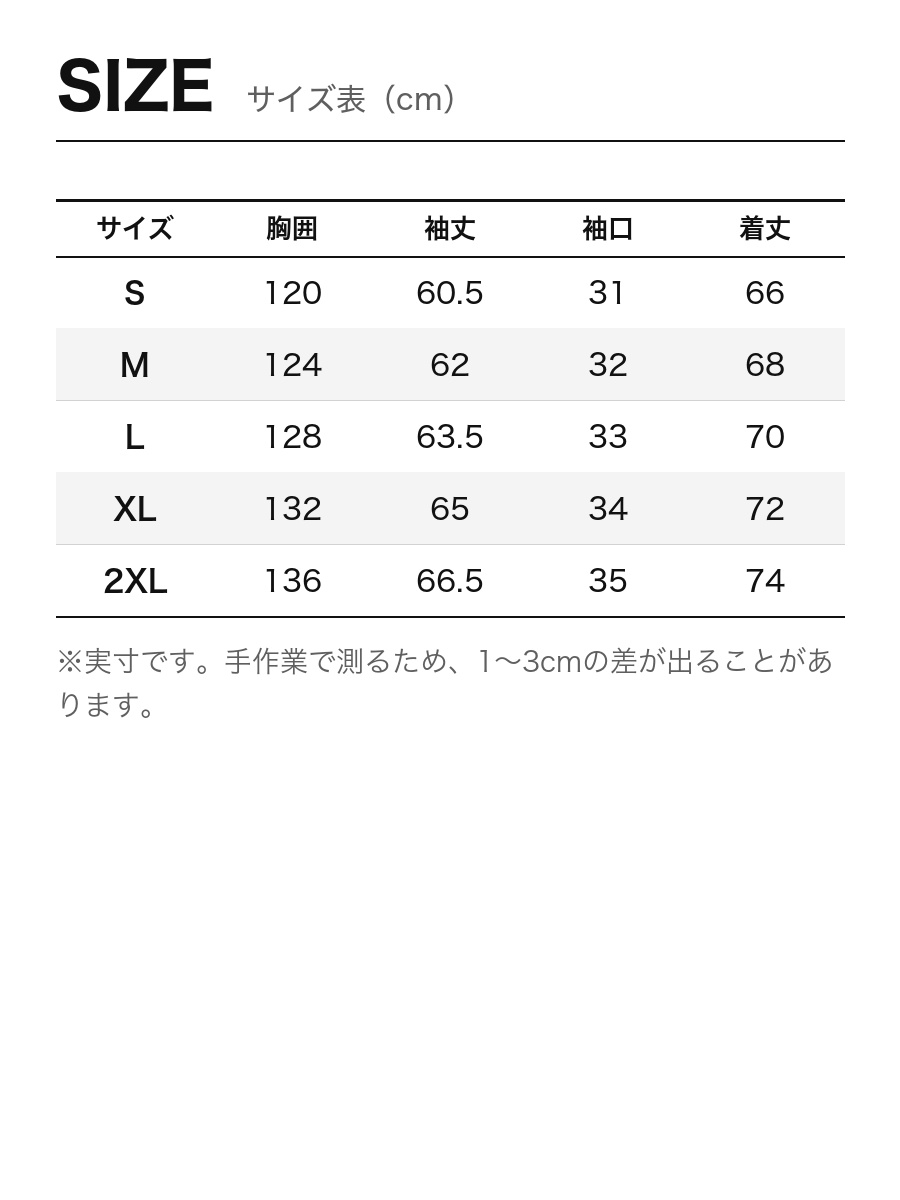 SIZE サイズ表（cm）
サイズ 胸囲 袖丈 袖口 着丈
S 120 60.5 31 66
M 124 62 32 68
L 128 63.5 33 70
XL 132 65 34 72
2XL 136 66.5 35 74
※実寸です。手作業で測るため、1〜3cmの差が出ることがあ
ります。